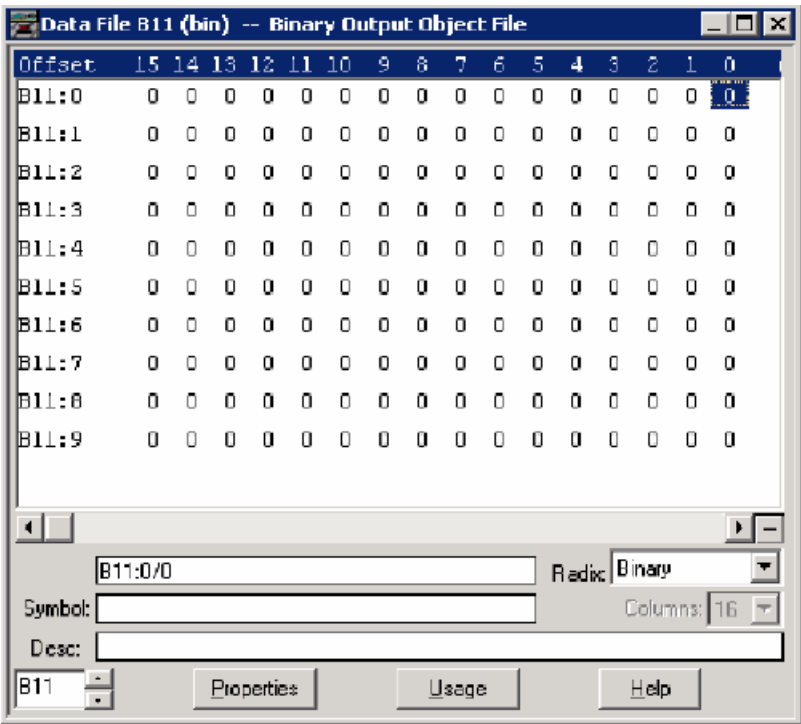 Data File B11 (bin) -- Binary Output Object File
Offset 15 14 13 12 11 10 9 8 7 6 5 4 3 2 1 0
B11:0 0 0 0 0 0 0 0 0 0 0 0 0 0 0 0 0
B11:1 0 0 0 0 0 0 0 0 0 0 0 0 0 0 0 0
B11:2 0 0 0 0 0 0 0 0 0 0 0 0 0 0 0 0
B11:3 0 0 0 0 0 0 0 0 0 0 0 0 0 0 0 0
B11:4 0 0 0 0 0 0 0 0 0 0 0 0 0 0 0 0
B11:5 0 0 0 0 0 0 0 0 0 0 0 0 0 0 0 0
B11:6 0 0 0 0 0 0 0 0 0 0 0 0 0 0 0 0
B11:7 0 0 0 0 0 0 0 0 0 0 0 0 0 0 0 0
B11:8 0 0 0 0 0 0 0 0 0 0 0 0 0 0 0 0
B11:9 0 0 0 0 0 0 0 0 0 0 0 0 0 0 0 0
B11:0/0 Radix: Binary
Symbol: Columns: 16
Desc:
B11 Properties Usage Help